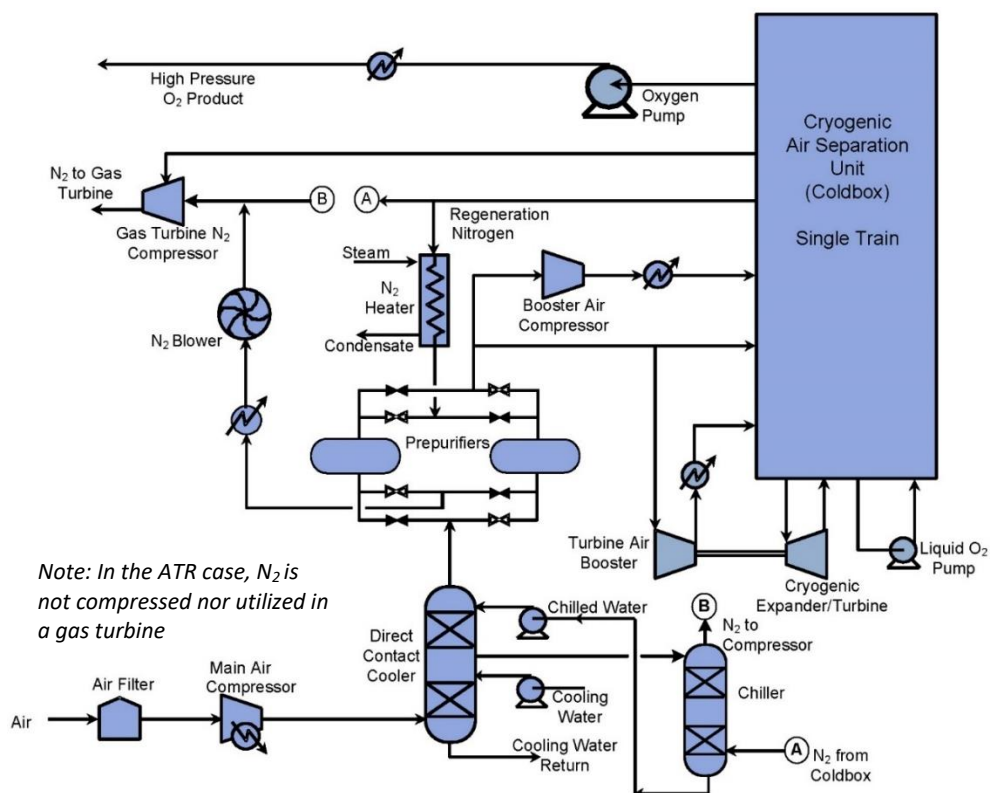 High Pressure
O2 Product
Oxygen
Pump
Cryogenic
Air Separation
Unit
(Coldbox)
Single Train
N2 to Gas
Turbine
B
A
Gas Turbine N2
Compressor
Regeneration
Nitrogen
Steam
N2
Heater
Booster Air
Compressor
N2 Blower
Condensate
Prepurifiers
Turbine Air
Booster
Liquid O2
Pump
Cryogenic
Expander/Turbine
Note: In the ATR case, N2 is
not compressed nor utilized in
a gas turbine
Chilled Water
B
N2 to
Compressor
Direct
Contact
Cooler
Chiller
Air Filter
Main Air
Compressor
Cooling
Water
Air
Cooling Water
Return
A
N2 from
Coldbox